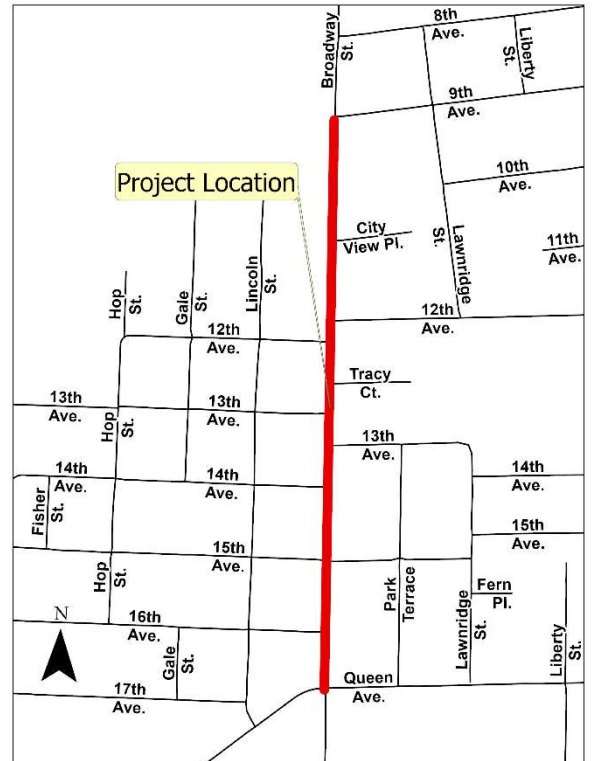 Broadway
St.
8th
Ave.
Liberty
St.
9th
Ave.
Project Location
10th
Ave.
City
View Pl.
Lawnridge
St.
11th
Ave.
Hop
St.
Gale
St.
Lincoln
St.
12th
Ave.
12th
Ave.
Tracy
Ct.
13th
Ave.
Hop
St.
13th
Ave.
13th
Ave.
14th
Ave.
14th
Ave.
14th
Ave.
Fisher
St.
15th
Ave.
15th
Ave.
Hop
St.
Park
Terrace
Lawnridge
St.
Fern
Pl.
Liberty
St.
N
16th
Ave.
Gale
St.
17th
Ave.
Queen
Ave.